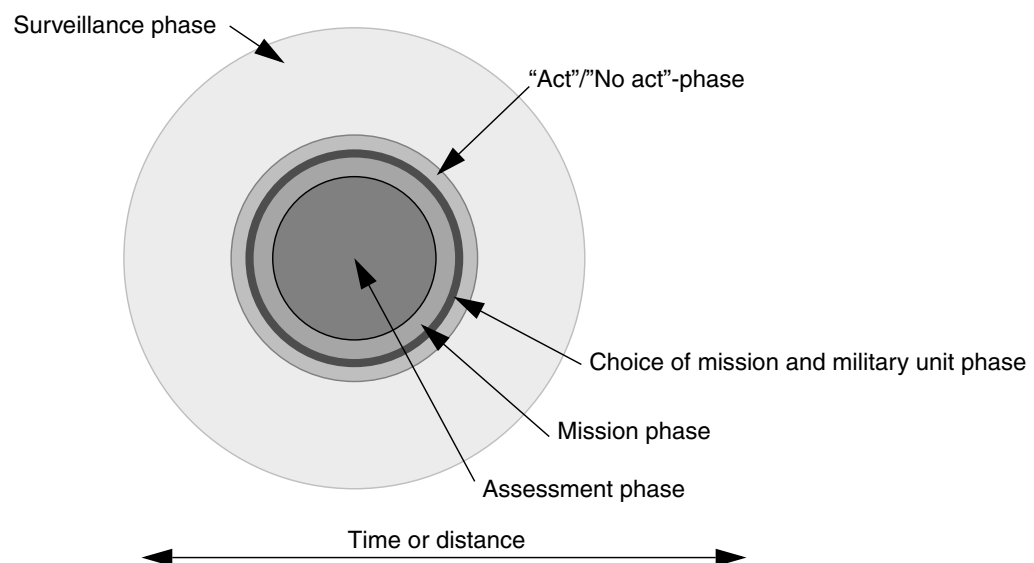 Surveillance phase
“Act”/”No act”-phase
Choice of mission and military unit phase
Mission phase
Assessment phase
Time or distance